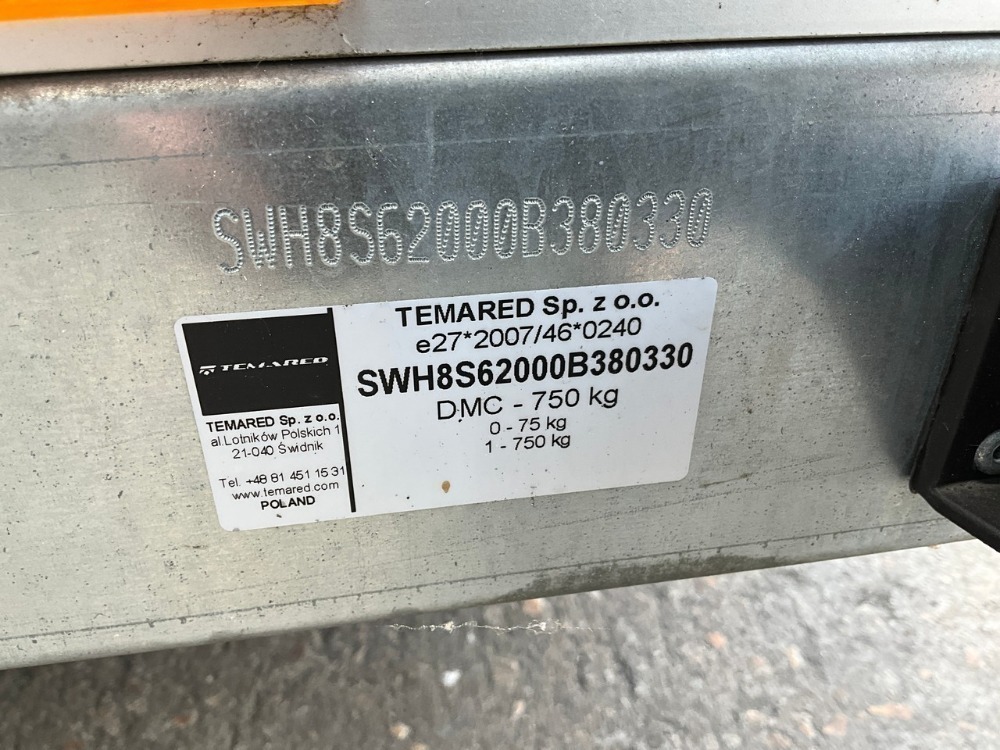 SWH8S62000B380330
TEMARED
TEMARED Sp. z o.o.
al.Lotników Polskich 1
21-040 Świdnik
Tel. +48 81 451 15 31
www.temared.com
POLAND
TEMARED Sp. z o.o.
e27*2007/46*0240
SWH8S62000B380330
DMC - 750 kg
0 - 75 kg
1 - 750 kg